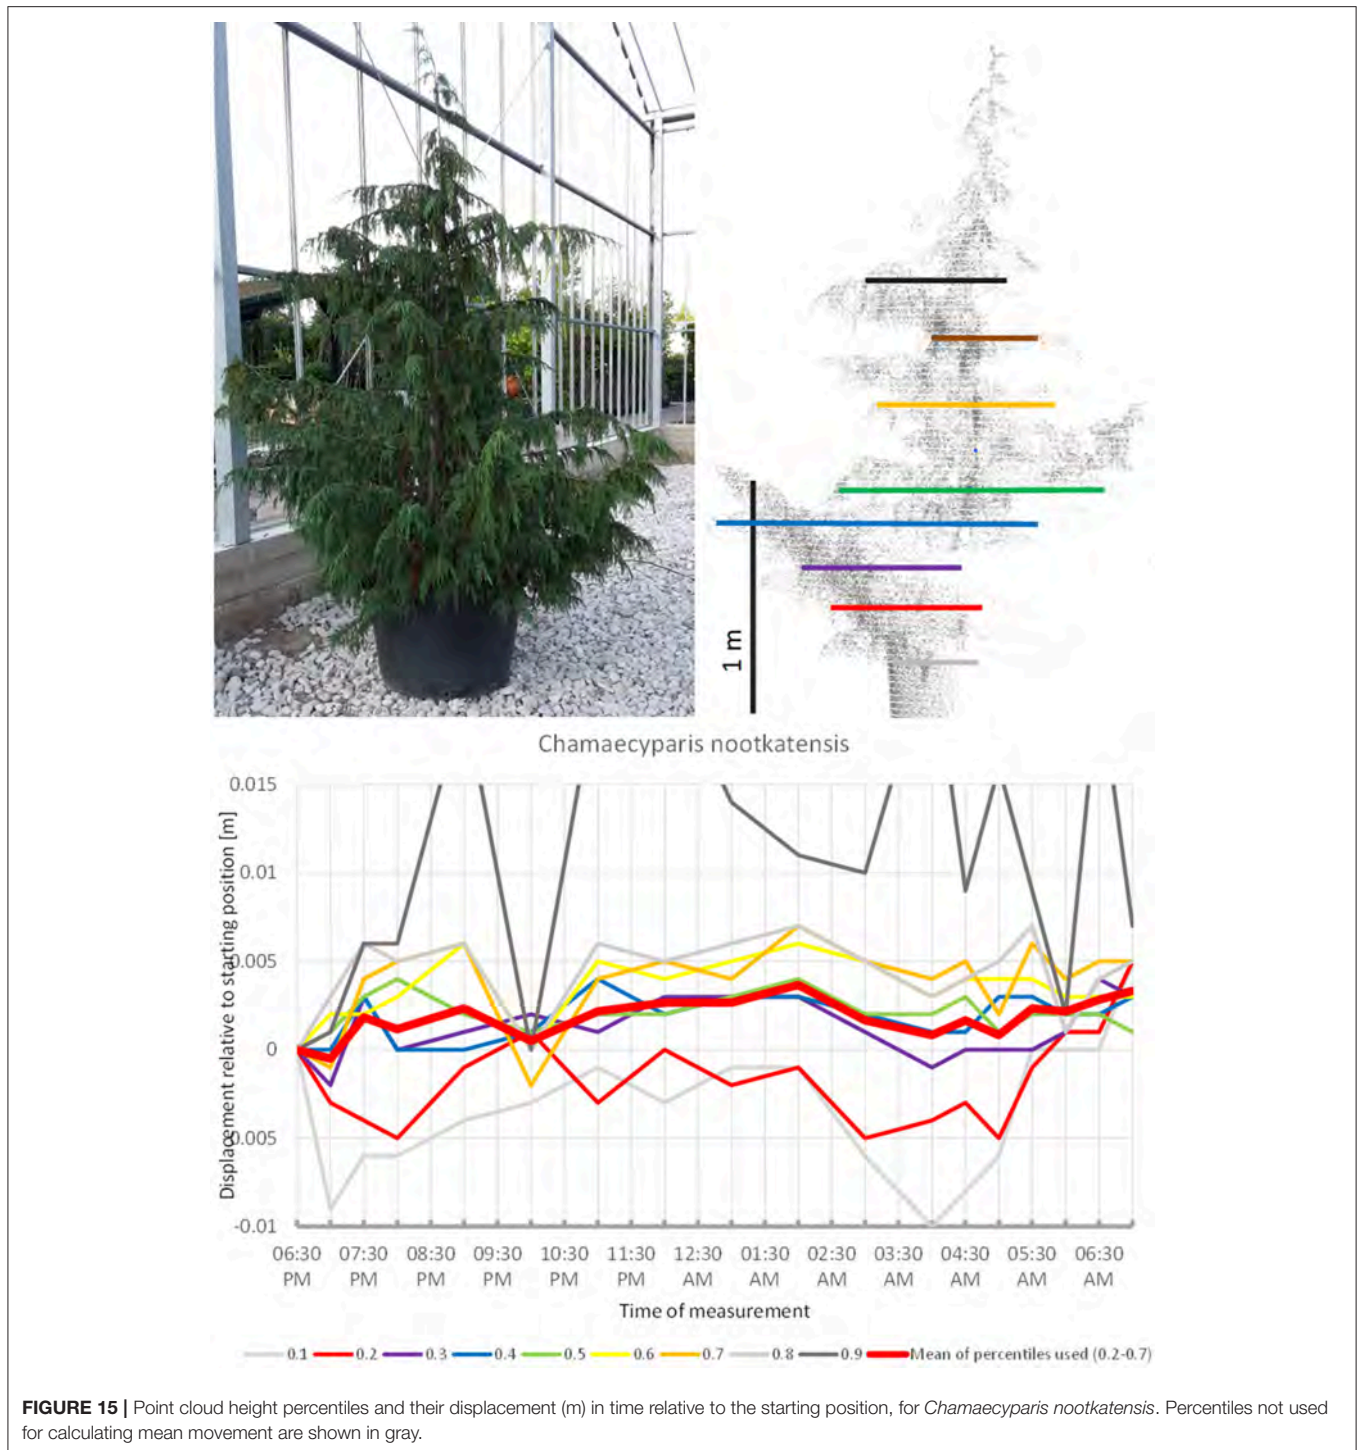 1 m
Chamaecyparis nootkatensis
Displacement relative to starting position [m]
0.015
0.01
0.005
0
0.005
-0.01
06:30 07:30 08:30 09:30 10:30 11:30 12:30 01:30 02:30 03:30 04:30 05:30 06:30
PM PM PM PM PM PM AM AM AM AM AM AM AM
Time of measurement
0.1 0.2 0.3 0.4 0.5 0.6 0.7 0.8 0.9 Mean of percentiles used (0.2-0.7)
FIGURE 15 | Point cloud height percentiles and their displacement (m) in time relative to the starting position, for Chamaecyparis nootkatensis. Percentiles not used
for calculating mean movement are shown in gray.